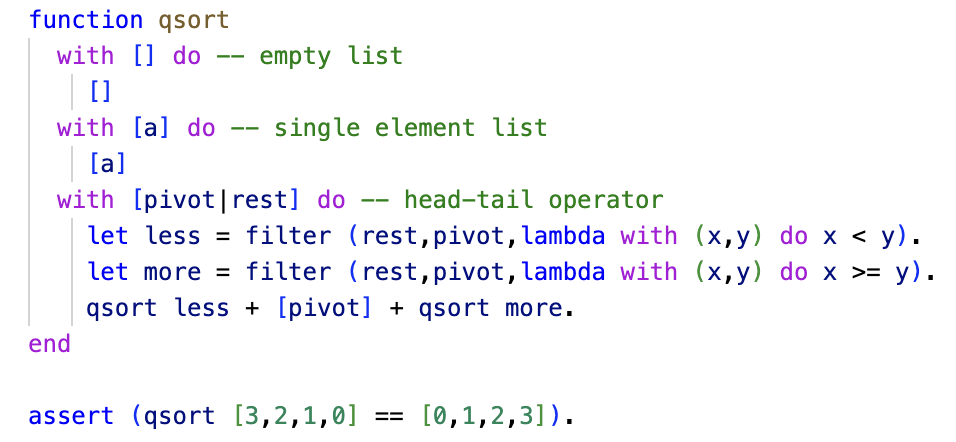 function qsort
  with [] do -- empty list
    []
  with [a] do -- single element list
    [a]
  with [pivot|rest] do -- head-tail operator
    let less = filter (rest,pivot,lambda with (x,y) do x < y).
    let more = filter (rest,pivot,lambda with (x,y) do x >= y).
    qsort less + [pivot] + qsort more.
end

assert (qsort [3,2,1,0] == [0,1,2,3]).